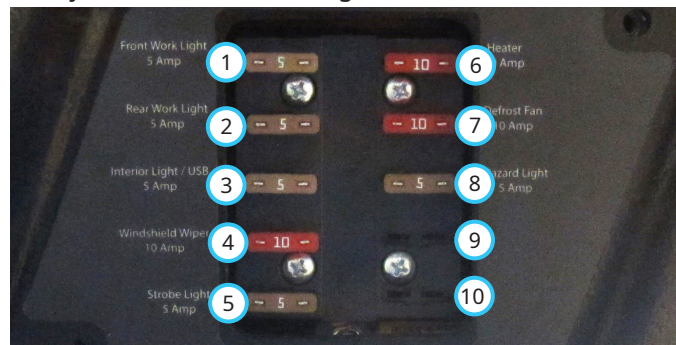 Front Work Light
5 Amp
1
5
Rear Work Light
5 Amp
2
5
Interior Light / USB
5 Amp
3
5
Windshield Wiper
10 Amp
4
10
Strobe Light
5 Amp
5
5
10
6
Heater
Amp
10
7
Defrost Fan
10 Amp
5
8
Hazard Light
5 Amp
9
10